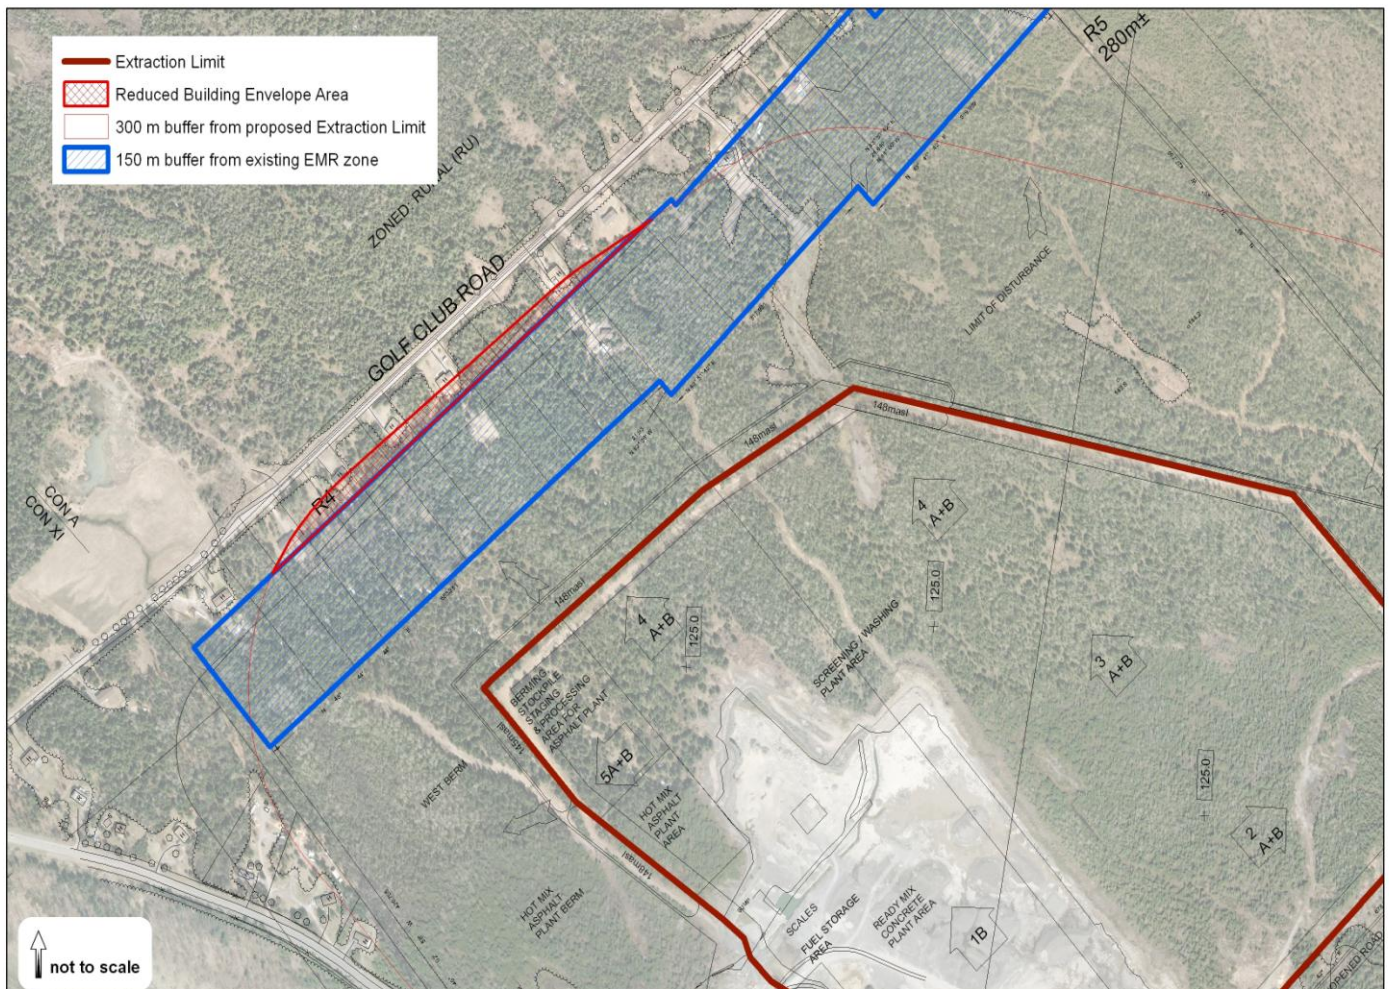 Extraction Limit
Reduced Building Envelope Area
300 m buffer from proposed Extraction Limit
150 m buffer from existing EMR zone
R5
280m±
ZONED: RURAL (RU)
GOLF CLUB ROAD
LIMIT OF DISTURBANCE
R4
CON A
CON XI
148masl
148masl
148masl
4
A+B
125.0
4
A+B
125.0
3
A+B
SCREENING / WASHING
PLANT AREA
BERMING
STOCKPILE
STAGING
& PROCESSING
AREA FOR
ASPHALT PLANT
145masl
5A+B
WEST BERM
HOT MIX
ASPHALT
PLANT
AREA
125.0
2
A+B
148masl
HOT MIX
ASPHALT
PLANT BERM
SCALES
FUEL STORAGE
AREA
READY MIX
CONCRETE
PLANT AREA
1B
OPENED ROAD
not to scale